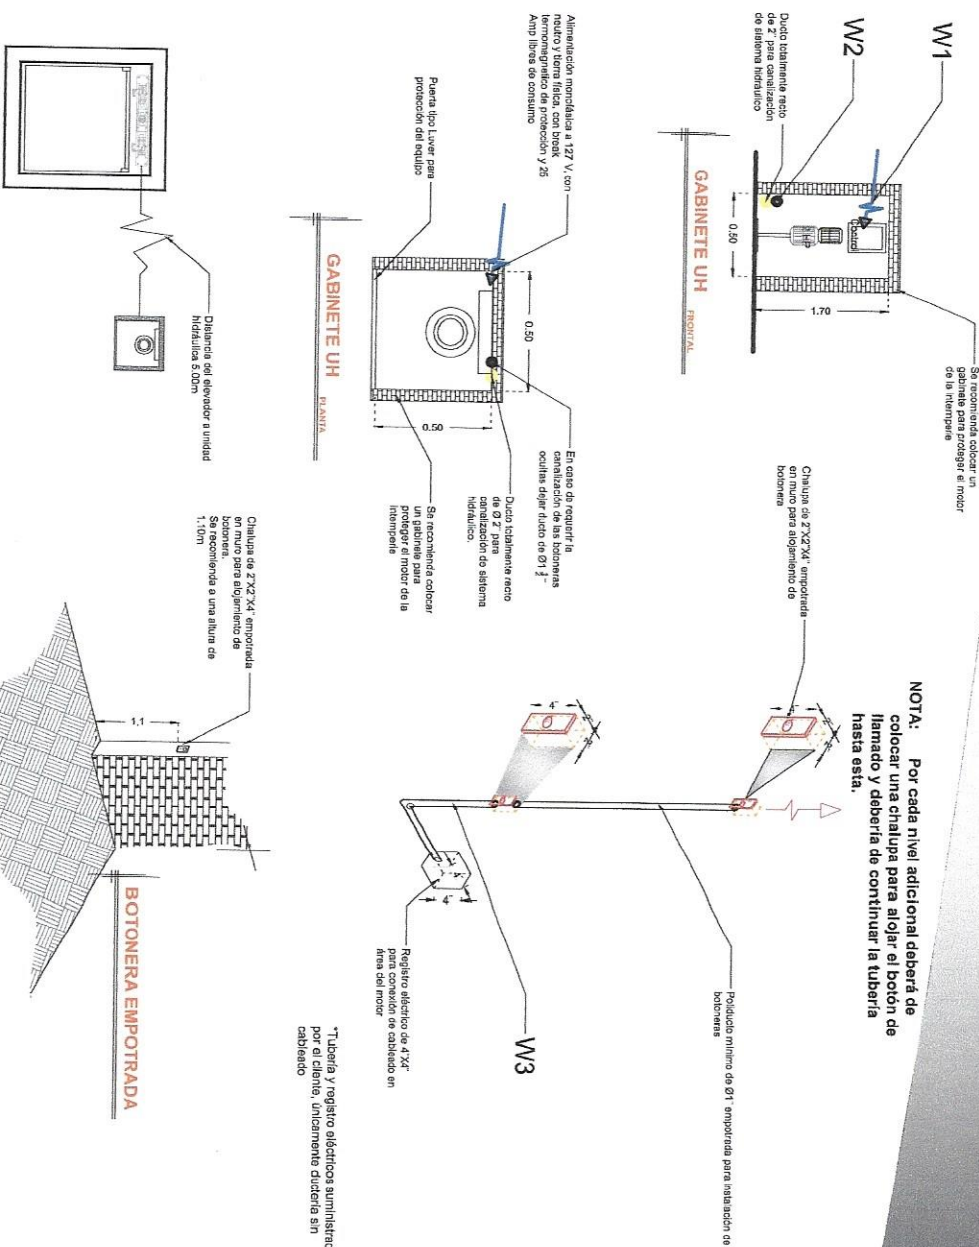 W1
Se recomienda colocar un
gabinete para proteger el motor
de la intemperie
W2
Ducto totalmente recto
de 2" para canalización
de sistema hidráulico
Control
HP
0.50
1.70
GABINETE UH
FRONTAL
Alimentación monofásica a 127 V, con
neutro y tierra física, con break
termomagnetico de protección y 25
Amp libres de consumo
Puerta tipo Luver para
protección del equipo
0.50
0.50
En caso de requerir la
canalización de las botoneras
ocultas dejar ducto de Ø1
Ducto totalmente recto
de Ø 2" para
canalización de sistema
hidráulico.
Se recomienda colocar
un gabinete para
proteger el motor de la
intemperie
GABINETE UH
PLANTA
Distancia del elevador a unidad
hidráulica 5.00m
NOTA: Por cada nivel adicional deberá de
colocar una chalupa para alojar el botón de
llamado y debería de continuar la tubería
hasta esta.
Chalupa de 2"X2"X4" empotrada
en muro para alojamiento de
botonera
4"
2"
2"
4"
2"
2"
Poliducto mínimo de Ø1" empotrada para instalación de
botoneras
W3
4"
4"
Registro eléctrico de 4"X4"
para conexión de cableado en
área del motor
*Tubería y registro eléctricos suministrad
por el cliente, únicamente ductería sin
cableado
Chalupa de 2"X2"X4" empotrada
en muro para alojamiento de
botonera.
Se recomienda a una altura de
1.10m
1.1
BOTONERA EMPOTRADA